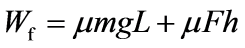 W_f = μmgL + μFh